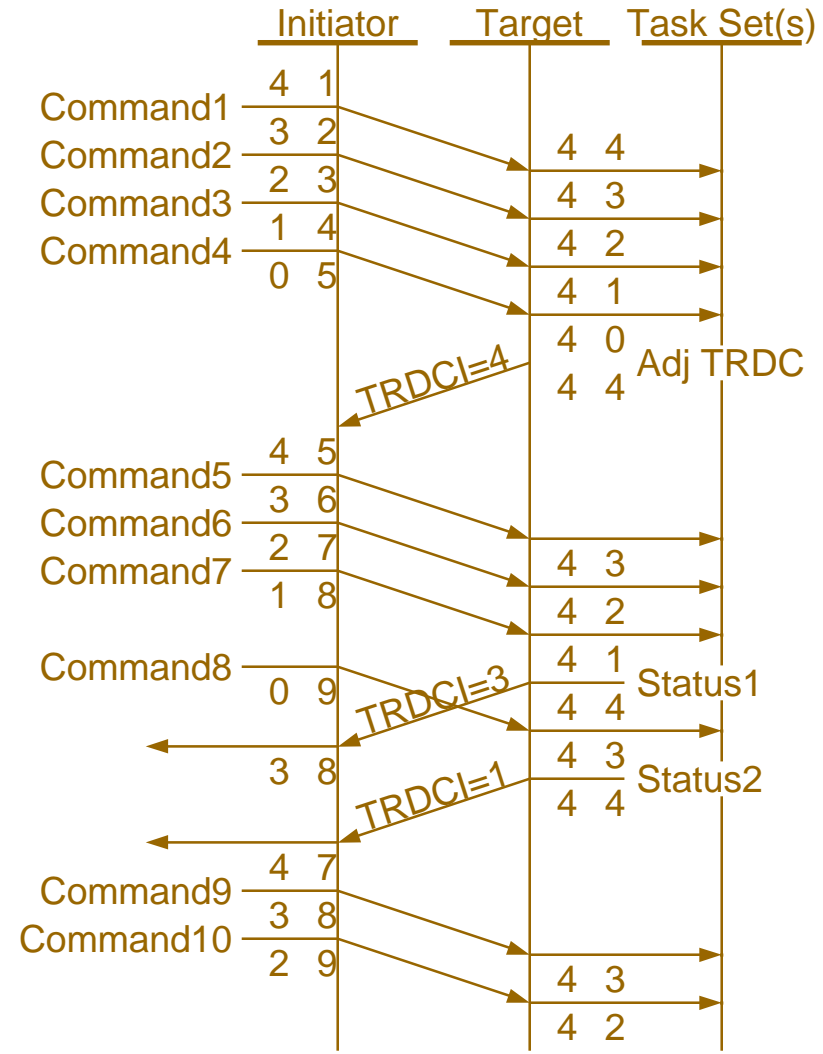 Initiator Target Task Set(s)
4 1
Command1
3 2
4 4
Command2
2 3
4 3
Command3
1 4
4 2
Command4
0 5
4 1
4 0
Adj TRDC
TRDCI=4
4 4
4 5
Command5
3 6
Command6
2 7
4 3
Command7
1 8
4 2
4 1
Command8
Status1
0 9
TRDCI=3
4 4
4 3
3 8
Status2
TRDCI=1
4 4
4 7
Command9
3 8
Command10
2 9
4 3
4 2